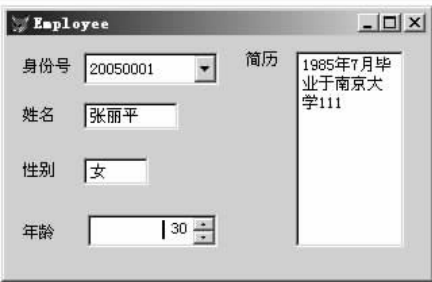 Employee
身份号
20050001
姓名
张丽平
性别
女
年龄
30
简历
1985年7月毕
业于南京大
学111